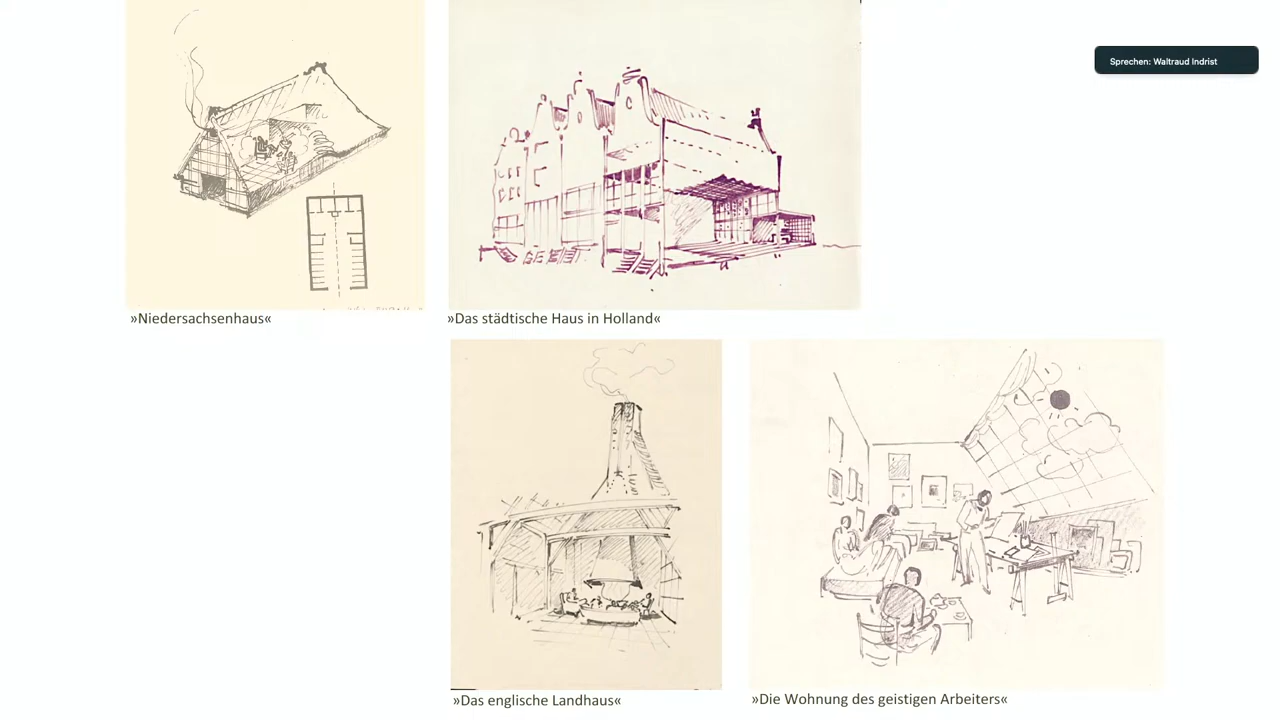 Sprechen: Waltraud Indrist
»Niedersachsenhaus«
»Das städtische Haus in Holland«
»Das englische Landhaus«
»Die Wohnung des geistigen Arbeiters«